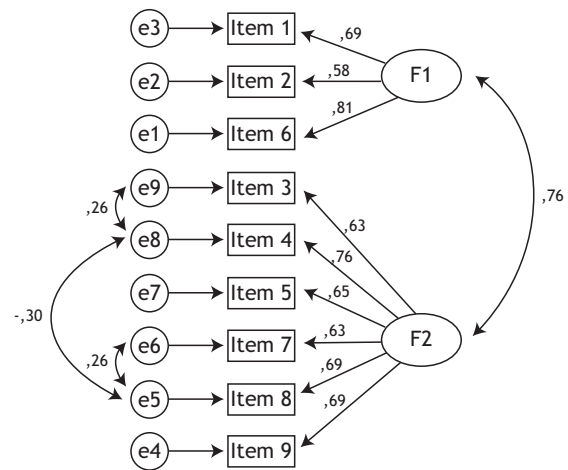 e3 Item 1 ,69
F1
e2 Item 2 ,58
e1 Item 6 ,81
e9 Item 3 ,63
,26
,76
e8 Item 4 ,76
e7 Item 5 ,65
-,30
e6 Item 7 ,63 F2
,26
e5 Item 8 ,69
e4 Item 9 ,69